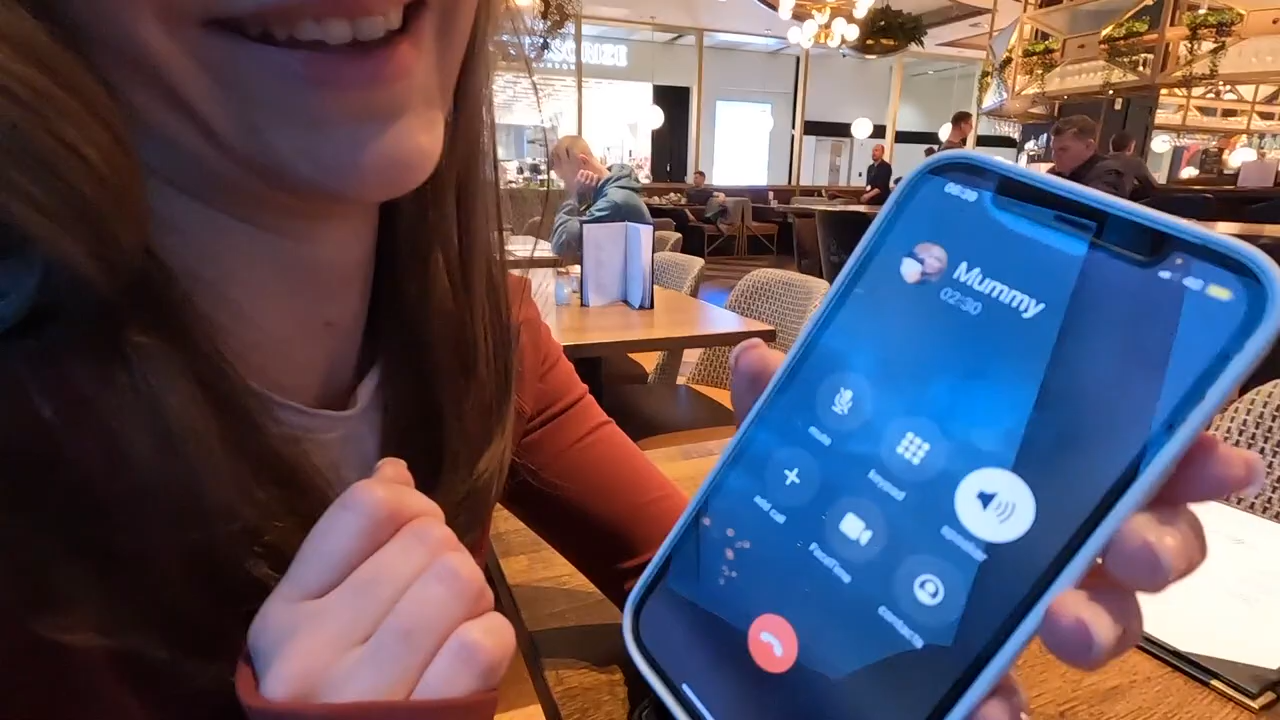 Mummy
02:30
mute
keypad
speaker
add call
FaceTime
contacts